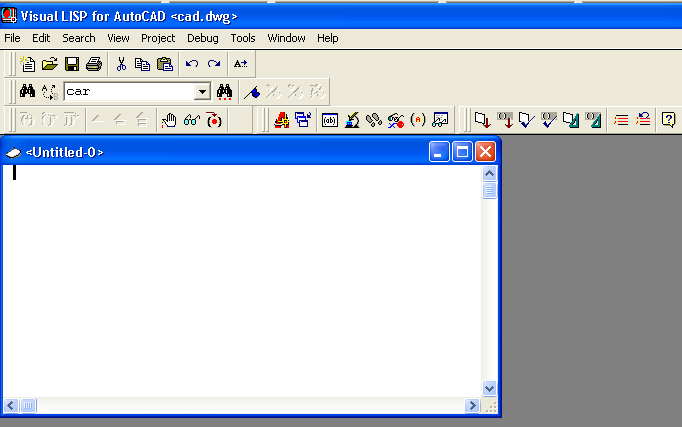 Visual LISP for AutoCAD <cad.dwg>
File Edit Search View Project Debug Tools Window Help
car
<Untitled-0>